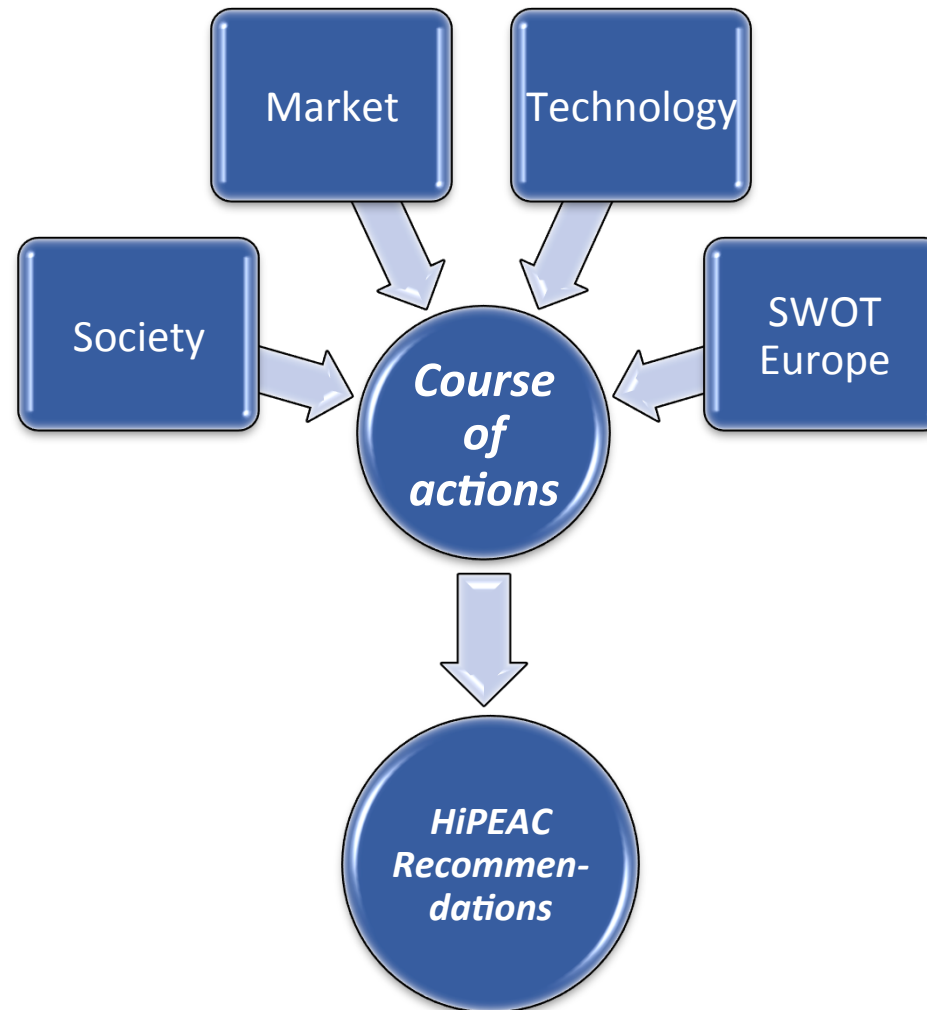 Market
Technology
Society
SWOT
Europe
Course
of
actions
HiPEAC
Recommen-
dations